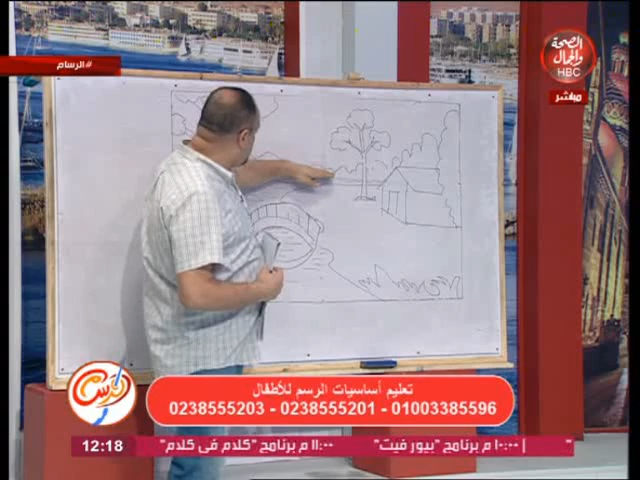 الصحة
والجمال
HBC
مباشر
#الرسام
تعليم أساسيات الرسم للأطفال
0238555203 - 0238555201 - 01003385596
12:18
١٠:٠٠ م برنامج "بيور فيت" | ١١:٠٠ م برنامج "كلام في كلام"